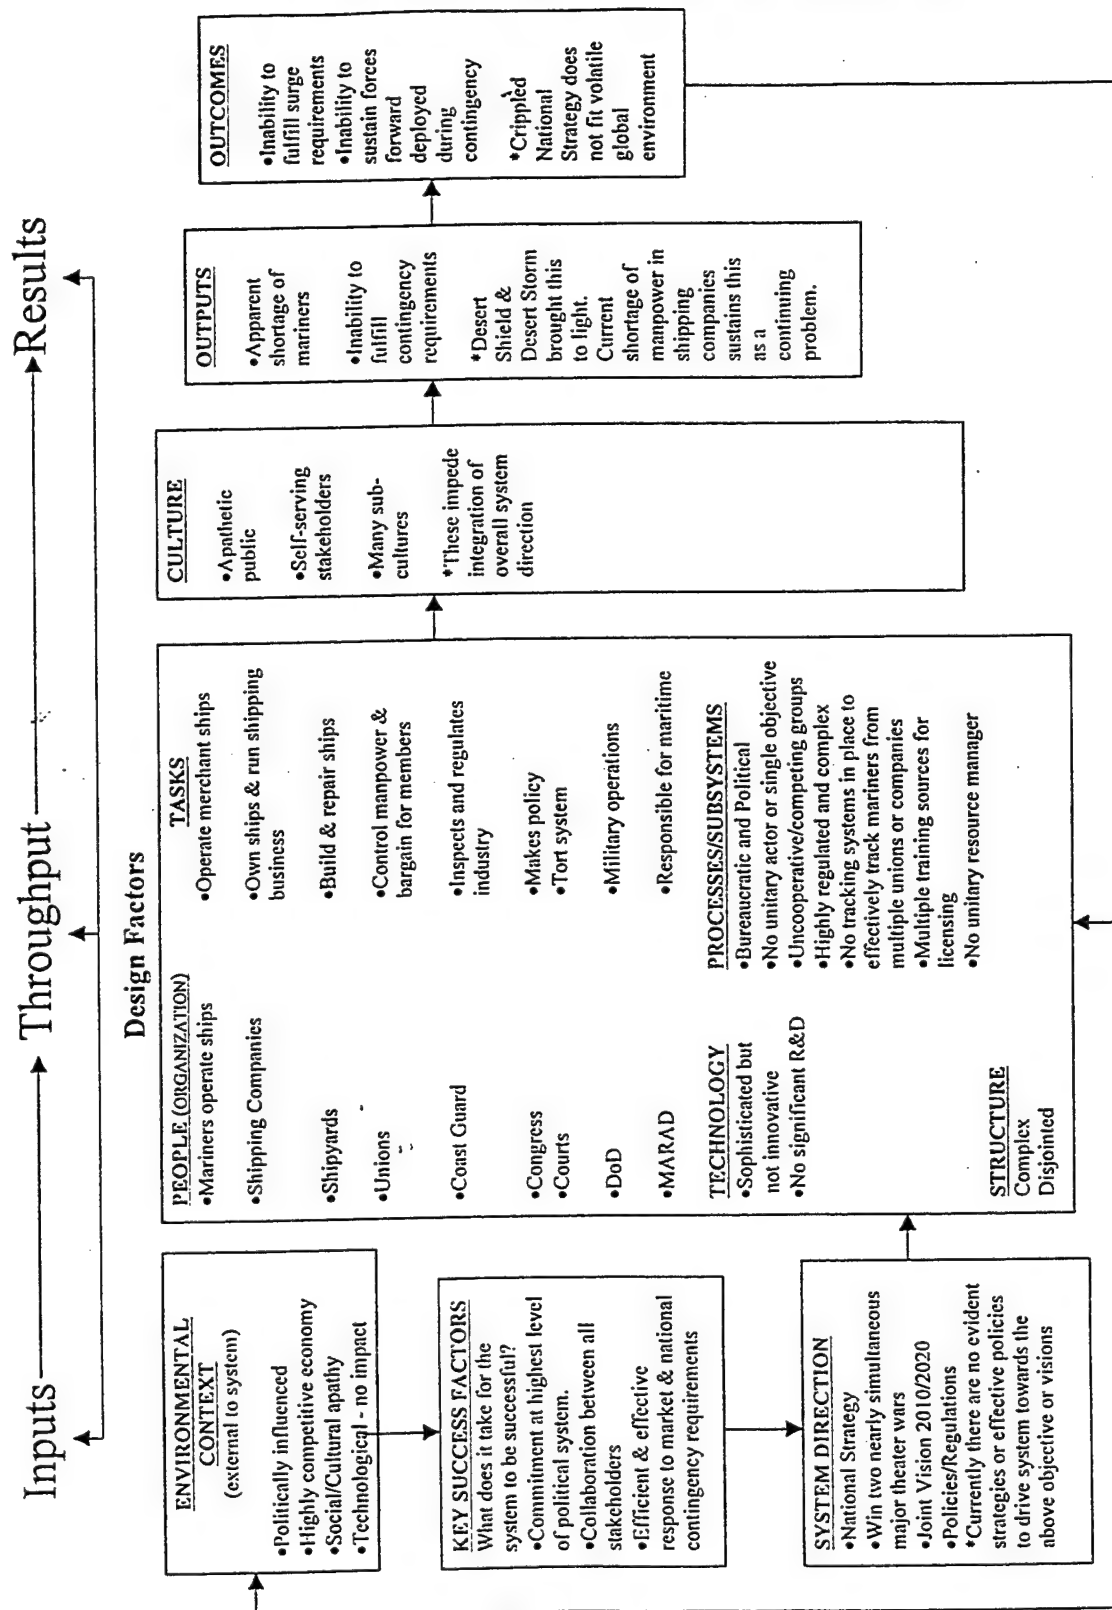 Inputs Throughput Results
Design Factors
ENVIRONMENTAL
CONTEXT
(external to system)
•Politically influenced
•Highly competitive economy
•Social/Cultural apathy
•Technological - no impact
KEY SUCCESS FACTORS
What does it take for the
system to be successful?
•Commitment at highest level
of political system.
•Collaboration between all
stakeholders
•Efficient & effective
response to market & national
contingency requirements
SYSTEM DIRECTION
•National Strategy
•Win two nearly simultaneous
major theater wars
•Joint Vision 2010/2020
•Policies/Regulations
*Currently there are no evident
strategies or effective policies
to drive system towards the
above objective or visions
PEOPLE (ORGANIZATION)
•Mariners operate ships
•Shipping Companies
•Shipyards
•Unions
•Coast Guard
•Congress
•Courts
•DoD
•MARAD
TASKS
•Operate merchant ships
•Own ships & run shipping
business
•Build & repair ships
•Control manpower &
bargain for members
•Inspects and regulates
industry
•Makes policy
•Tort system
•Military operations
•Responsible for maritime
TECHNOLOGY
•Sophisticated but
not innovative
•No significant R&D
STRUCTURE
Complex
Disjointed
PROCESSES/SUBSYSTEMS
•Bureaucratic and Political
•No unitary actor or single objective
•Uncooperative/competing groups
•Highly regulated and complex
•No tracking systems in place to
effectively track mariners from
multiple unions or companies
•Multiple training sources for
licensing
•No unitary resource manager
CULTURE
•Apathetic
public
•Self-serving
stakeholders
•Many sub-
cultures
*These impede
integration of
overall system
direction
OUTPUTS
•Apparent
shortage of
mariners
•Inability to
fulfill
contingency
requirements
*Desert
Shield &
Desert Storm
brought this
to light.
Current
shortage of
manpower in
shipping
companies
sustains this
as a
continuing
problem.
OUTCOMES
•Inability to
fulfill surge
requirements
•Inability to
sustain forces
forward
deployed
during
contingency
*Crippled
National
Strategy does
not fit volatile
global
environment